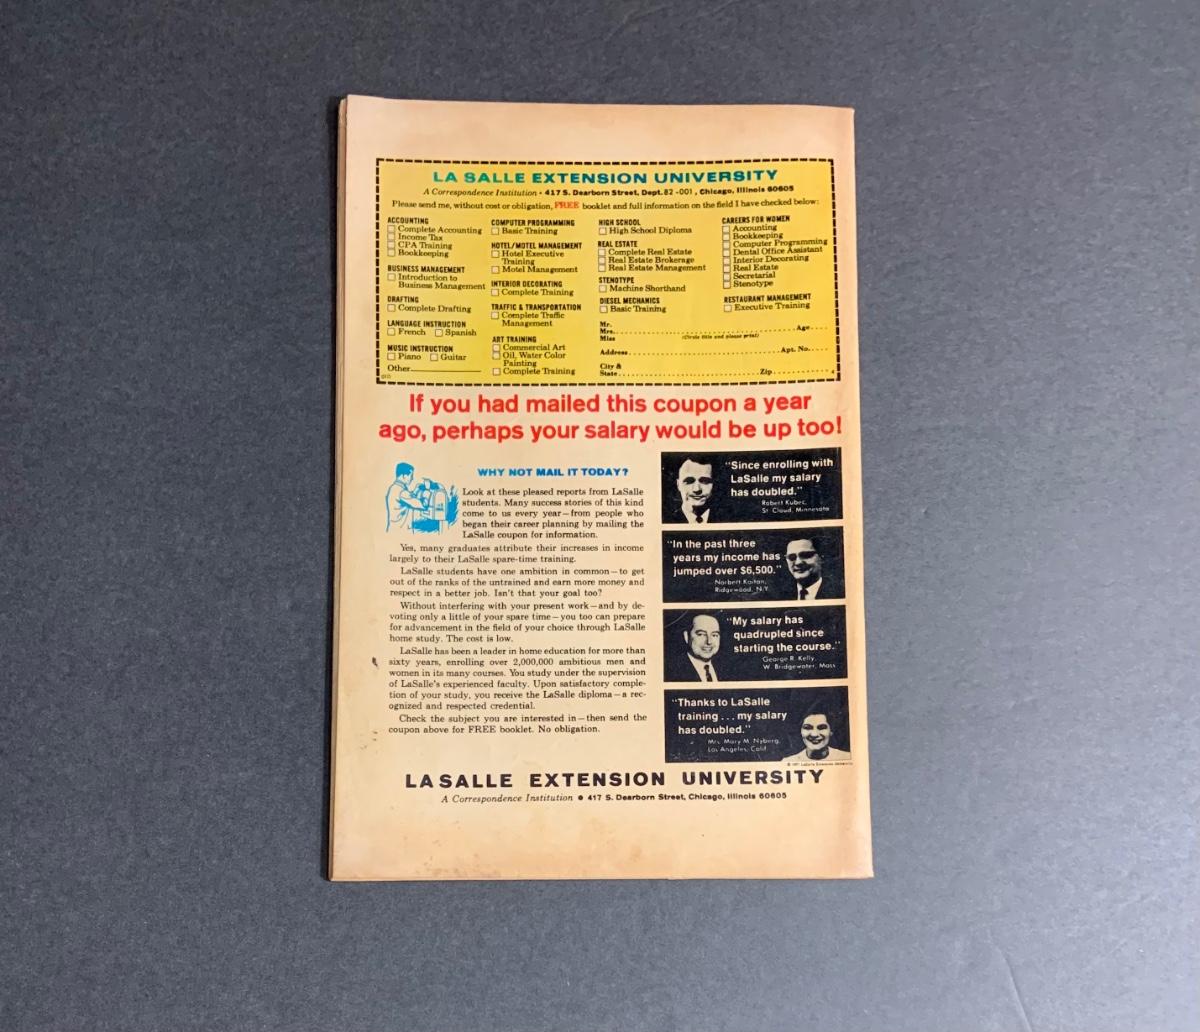 LA SALLE EXTENSION UNIVERSITY
A Correspondence Institution • 417 S. Dearborn Street, Dept. 82-001, Chicago, Illinois 60605
Please send me, without cost or obligation, FREE booklet and full information on the field I have checked below:
ACCOUNTING
Complete Accounting
Income Tax
CPA Training
Bookkeeping
BUSINESS MANAGEMENT
Introduction to
Business Management
DRAFTING
Complete Drafting
LANGUAGE INSTRUCTION
French Spanish
MUSIC INSTRUCTION
Piano Guitar
Other
COMPUTER PROGRAMMING
Basic Training
HOTEL/MOTEL MANAGEMENT
Hotel Executive
Training
Motel Management
INTERIOR DECORATING
Complete Training
TRAFFIC & TRANSPORTATION
Complete Traffic
Management
ART TRAINING
Commercial Art
Oil, Water Color
Painting
Complete Training
HIGH SCHOOL
High School Diploma
REAL ESTATE
Complete Real Estate
Real Estate Brokerage
Real Estate Management
STENOTYPE
Machine Shorthand
DIESEL MECHANICS
Basic Training
CAREERS FOR WOMEN
Accounting
Bookkeeping
Computer Programming
Dental Office Assistant
Interior Decorating
Real Estate
Secretarial
Stenotype
RESTAURANT MANAGEMENT
Executive Training
Mr.
Mrs. Age
Miss (Circle title and please print)
Address Apt. No.
City &
State Zip
If you had mailed this coupon a year
ago, perhaps your salary would be up too!
WHY NOT MAIL IT TODAY?
Look at these pleased reports from LaSalle
students. Many success stories of this kind
come to us every year—from people who
began their career planning by mailing the
LaSalle coupon for information.
Yes, many graduates attribute their increases in income
largely to their LaSalle spare-time training.
LaSalle students have one ambition in common—to get
out of the ranks of the untrained and earn more money and
respect in a better job. Isn't that your goal too?
Without interfering with your present work—and by de-
voting only a little of your spare time—you too can prepare
for advancement in the field of your choice through LaSalle
home study. The cost is low.
LaSalle has been a leader in home education for more than
sixty years, enrolling over 2,000,000 ambitious men and
women in its many courses. You study under the supervision
of LaSalle's experienced faculty. Upon satisfactory comple-
tion of your study, you receive the LaSalle diploma—a rec-
ognized and respected credential.
Check the subject you are interested in—then send the
coupon above for FREE booklet. No obligation.
"Since enrolling with
LaSalle my salary
has doubled."
Robert Kubec,
St. Cloud, Minnesota
"In the past three
years my income has
jumped over $6,500."
Norbert
Ridgewood, N.Y.
"My salary has
quadrupled since
starting the course."
George R. Kelly,
W. Bridgewater, Mass
"Thanks to LaSalle
training... my salary
has doubled."
Mrs. Mary M. Nyberg,
Los Angeles, Calif.
© 1971 LaSalle Extension University
LA SALLE EXTENSION UNIVERSITY
A Correspondence Institution • 417 S. Dearborn Street, Chicago, Illinois 60605